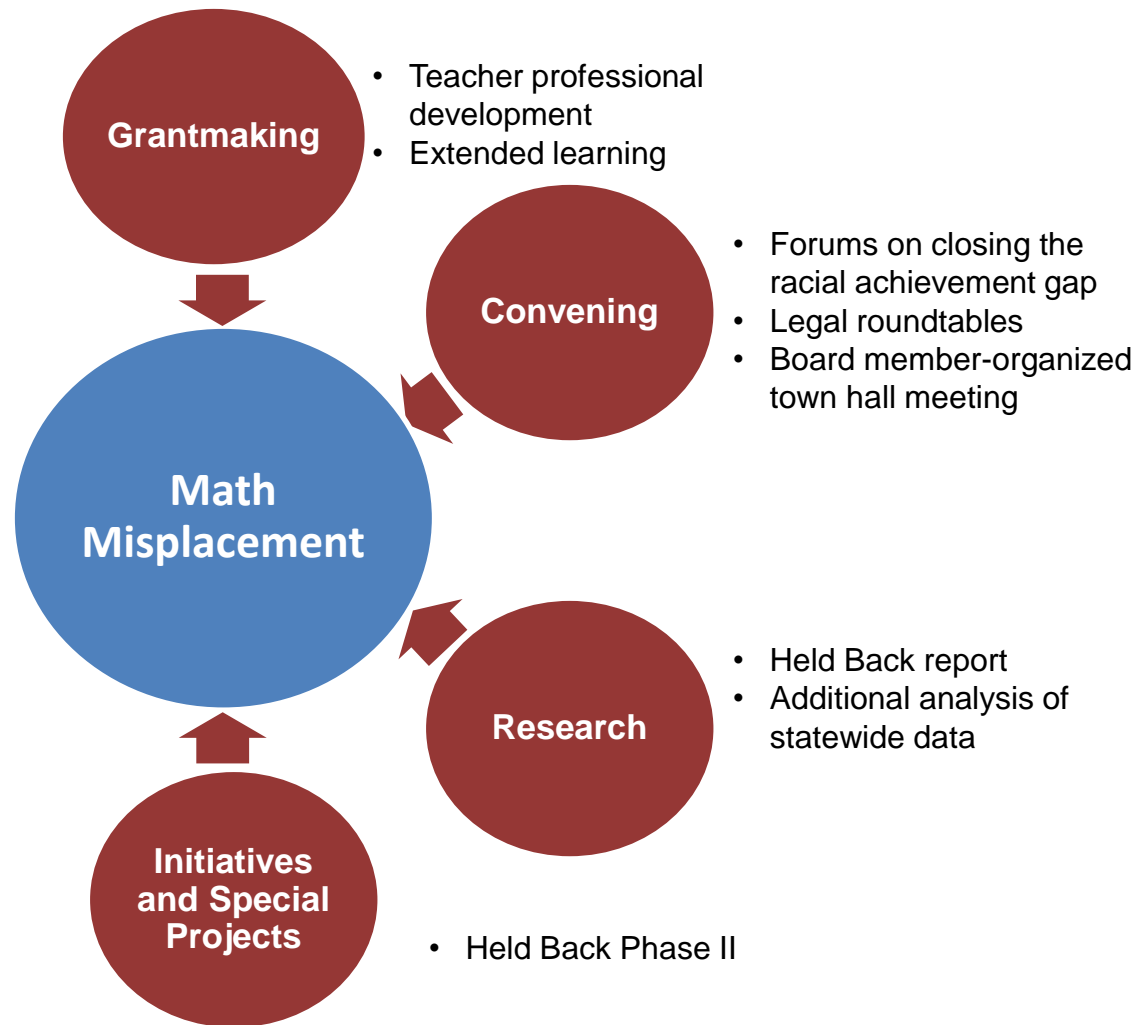 Grantmaking
• Teacher professional
development
• Extended learning
Convening
• Forums on closing the
racial achievement gap
• Legal roundtables
• Board member-organized
town hall meeting
Math
Misplacement
Research
• Held Back report
• Additional analysis of
statewide data
Initiatives
and Special
Projects
• Held Back Phase II